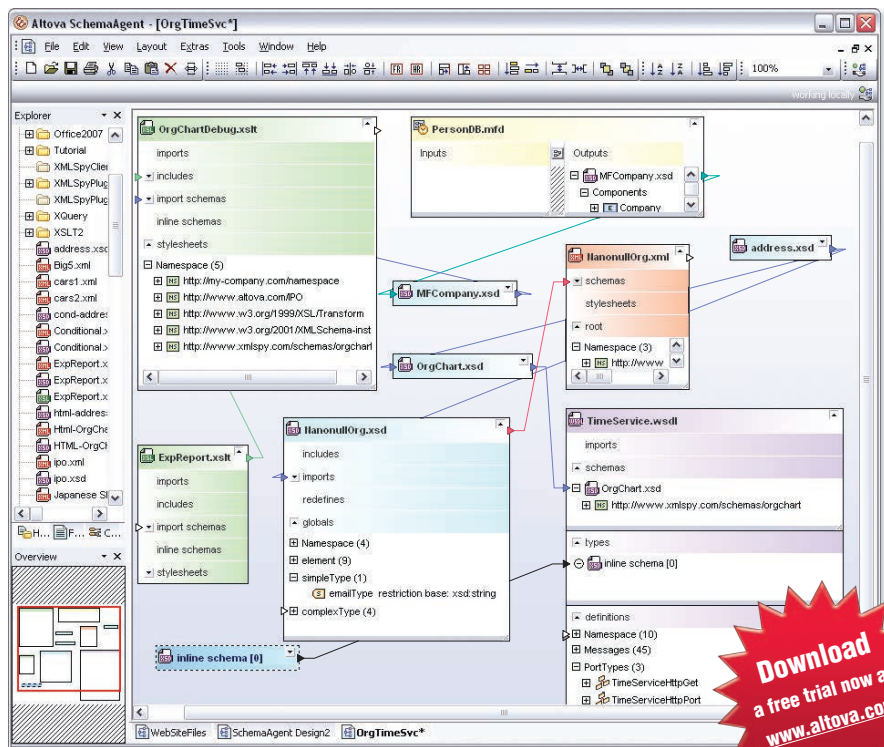 Altova SchemaAgent - [OrgTimeSvc*]
File Edit View Layout Extras Tools Window Help
100%
working locally
Explorer
Office2007
Tutorial
XMLSpyClie
XMLSpyPlug
XMLSpyPlug
XQuery
XSLT2
address.xsd
Big5.xml
cars1.xml
cars2.xml
cond-addres
Conditional.x
Conditional.x
ExpReport.x
ExpReport.x
ExpReport.x
html-address
Html-OrgCha
HTML-OrgCh
ipo.xml
ipo.xsd
Japanese Sh
H... F... C...
Overview
OrgChartDebug.xslt
imports
includes
import schemas
inline schemas
stylesheets
Namespace (5)
http://my-company.com/namespace
http://www.altova.com/IPO
http://www.w3.org/1999/XSL/Transform
http://www.w3.org/2001/XMLSchema-inst
http://www.xmlspy.com/schemas/orgchart
PersonDB.mfd
Inputs
Outputs
MFCompany.xsd
Components
Company
MFCompany.xsd
OrgChart.xsd
NanonullOrg.xml
schemas
stylesheets
root
Namespace (3)
http://www
address.xsd
ExpReport.xslt
imports
includes
import schemas
inline schemas
stylesheets
NanonullOrg.xsd
includes
imports
redefines
globals
Namespace (4)
element (9)
simpleType (1)
emailType restriction base: xsd:string
complexType (4)
inline schema [0]
TimeService.wsdl
imports
schemas
OrgChart.xsd
http://www.xmlspy.com/schemas/orgchart
types
inline schema [0]
definitions
Namespace (10)
Messages (45)
PortTypes (3)
TimeServiceHttpGet
TimeServiceHttpPort
Download
a free trial now a
www.altova.co
WebSiteFiles SchemaAgent Design2 OrgTimeSvc*